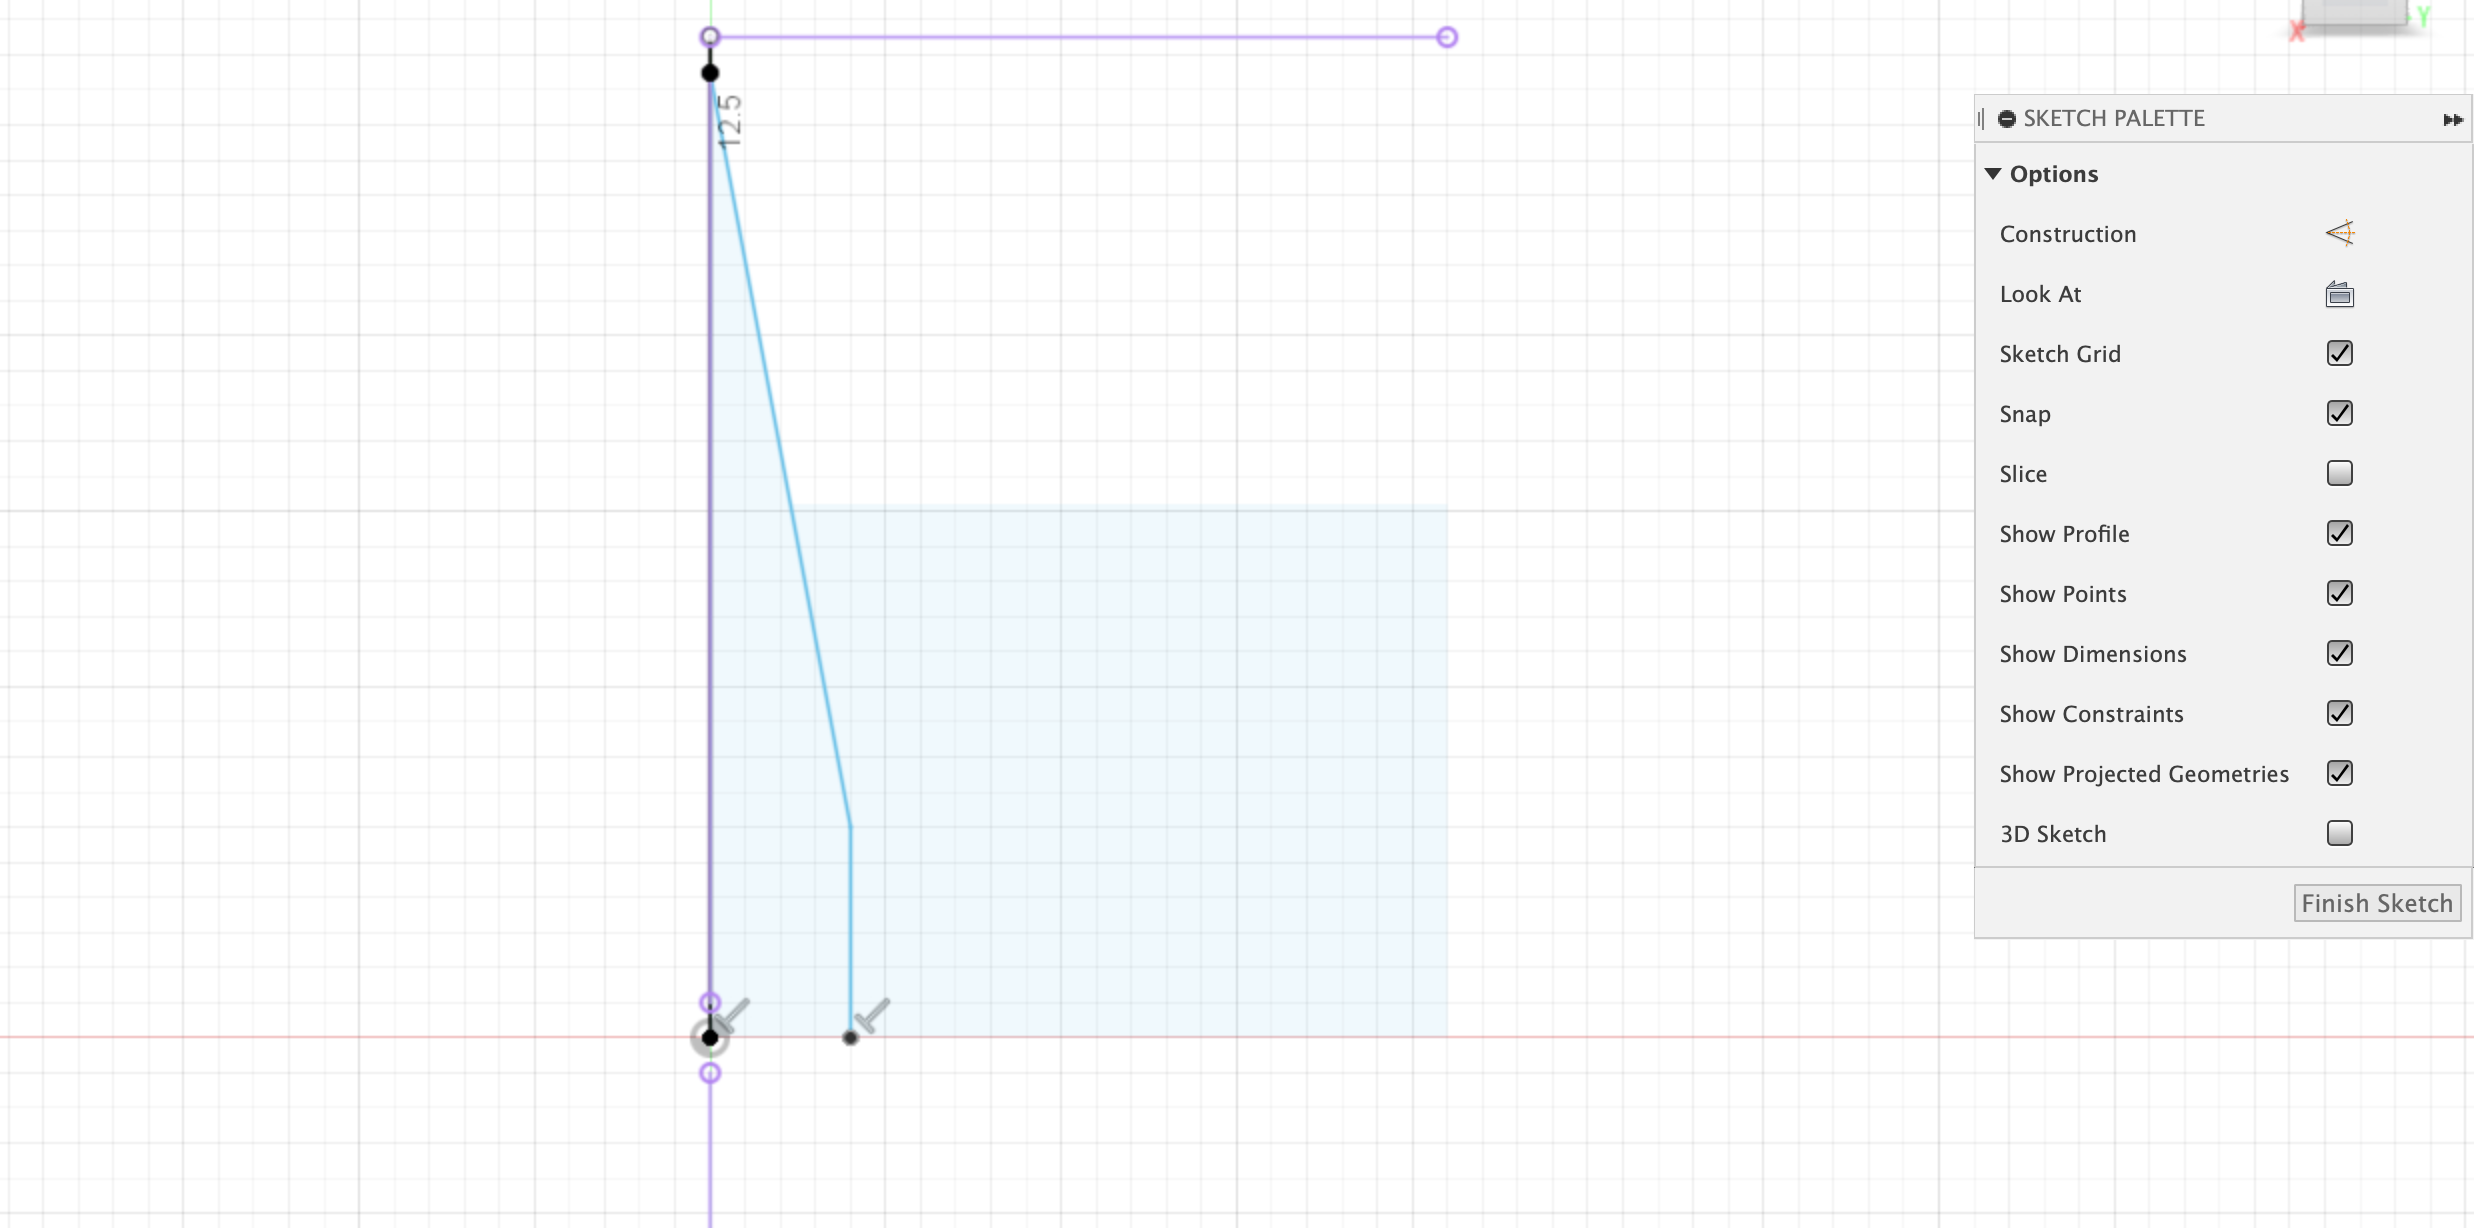 X
Y
12.5
SKETCH PALETTE
Options
Construction
Look At
Sketch Grid
Snap
Slice
Show Profile
Show Points
Show Dimensions
Show Constraints
Show Projected Geometries
3D Sketch
Finish Sketch